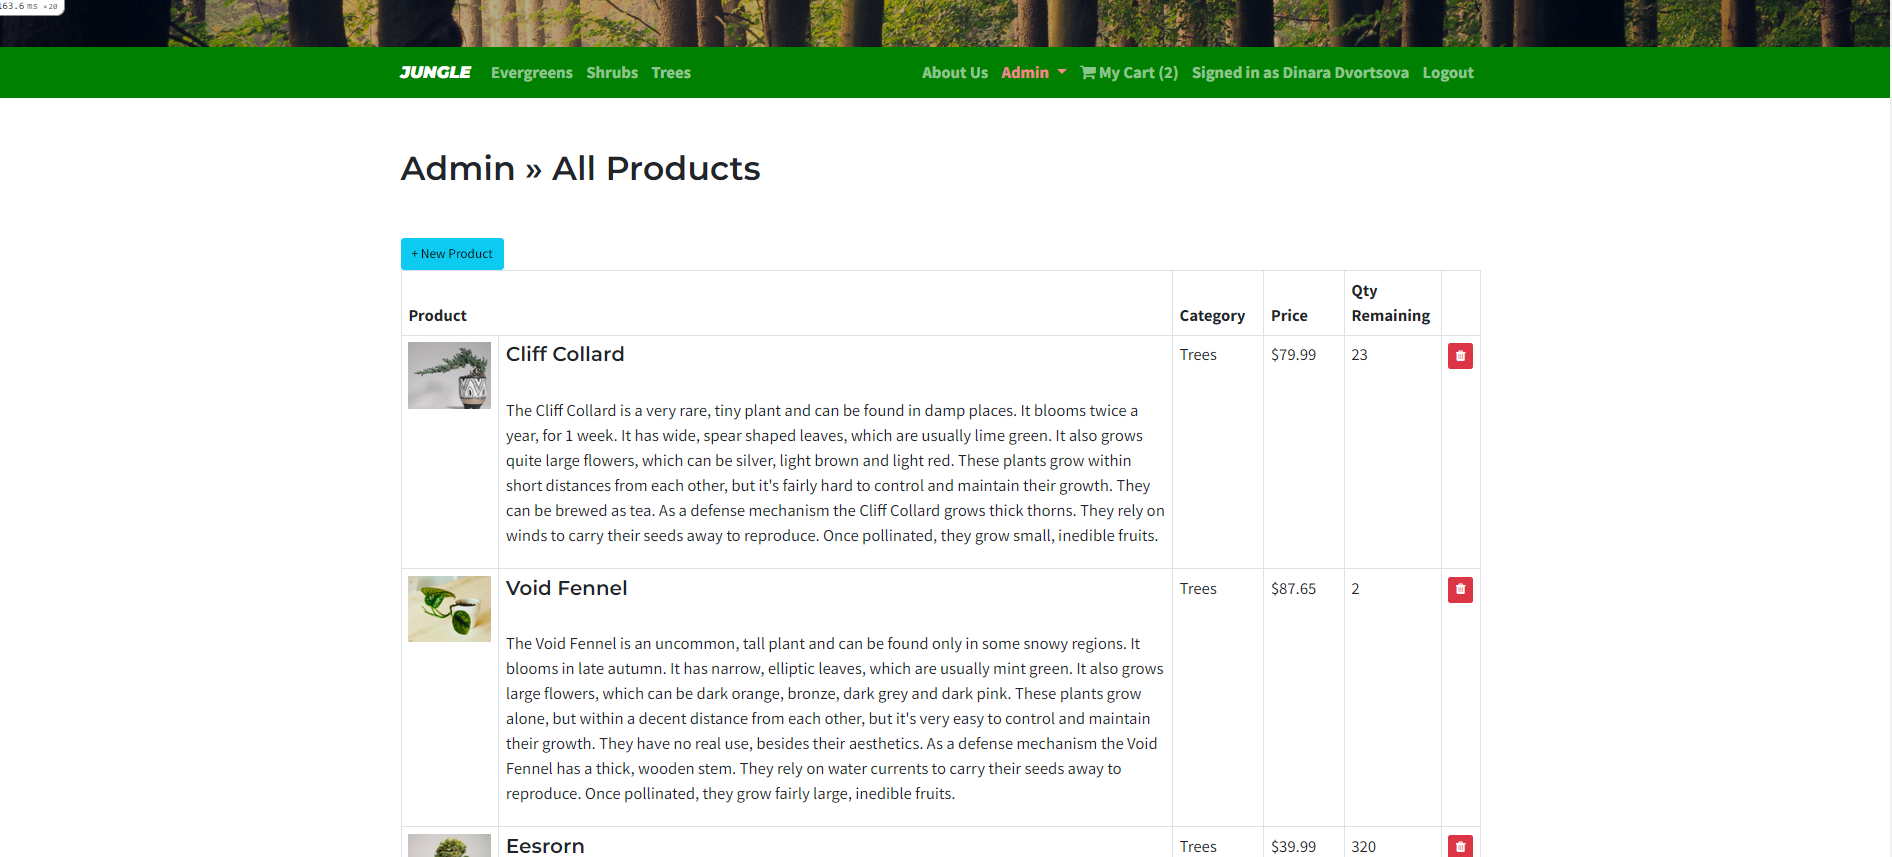 163.6 ms ×20
JUNGLE Evergreens Shrubs Trees About Us Admin My Cart (2) Signed in as Dinara Dvortsova Logout
Admin » All Products
+ New Product
Product Category Price Qty Remaining
Cliff Collard Trees $79.99 23
The Cliff Collard is a very rare, tiny plant and can be found in damp places. It blooms twice a
year, for 1 week. It has wide, spear shaped leaves, which are usually lime green. It also grows
quite large flowers, which can be silver, light brown and light red. These plants grow within
short distances from each other, but it's fairly hard to control and maintain their growth. They
can be brewed as tea. As a defense mechanism the Cliff Collard grows thick thorns. They rely on
winds to carry their seeds away to reproduce. Once pollinated, they grow small, inedible fruits.
Void Fennel Trees $87.65 2
The Void Fennel is an uncommon, tall plant and can be found only in some snowy regions. It
blooms in late autumn. It has narrow, elliptic leaves, which are usually mint green. It also grows
large flowers, which can be dark orange, bronze, dark grey and dark pink. These plants grow
alone, but within a decent distance from each other, but it's very easy to control and maintain
their growth. They have no real use, besides their aesthetics. As a defense mechanism the Void
Fennel has a thick, wooden stem. They rely on water currents to carry their seeds away to
reproduce. Once pollinated, they grow fairly large, inedible fruits.
Eesrorn Trees $39.99 320